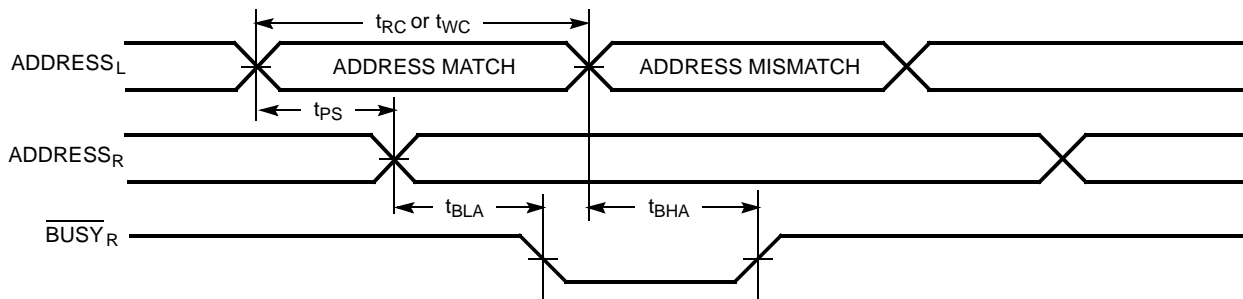 tRC or tWC
ADDRESSL
ADDRESS MATCH
ADDRESS MISMATCH
tPS
ADDRESSR
tBLA
tBHA
BUSYR